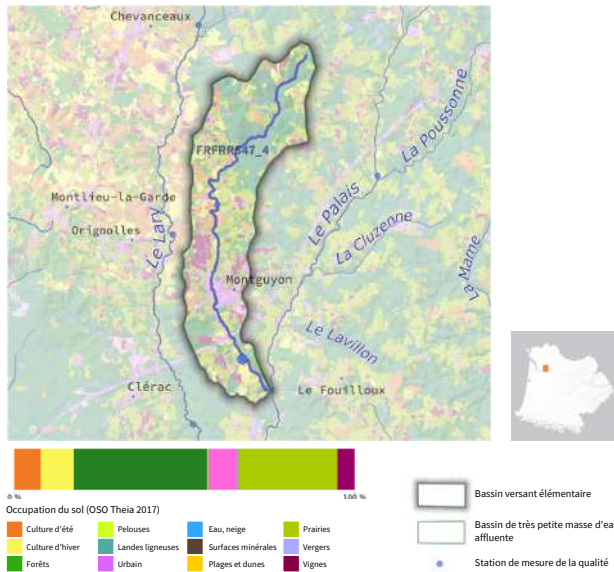 Chevanceaux
FRFRR547_4
La Poussonne
Le Palais
Montlieu-la-Garde
Orignolles
Le Lary
La Cluzenne
La Mame
Montguyon
Le Lavillon
Clérac
Le Fouilloux
0 %
100 %
Occupation du sol (OSO Theia 2017)
Culture d'été
Pelouses
Eau, neige
Prairies
Culture d'hiver
Landes ligneuses
Surfaces minérales
Vergers
Forêts
Urbain
Plages et dunes
Vignes
Bassin versant élémentaire
Bassin de très petite masse d'ea
affluente
Station de mesure de la qualité